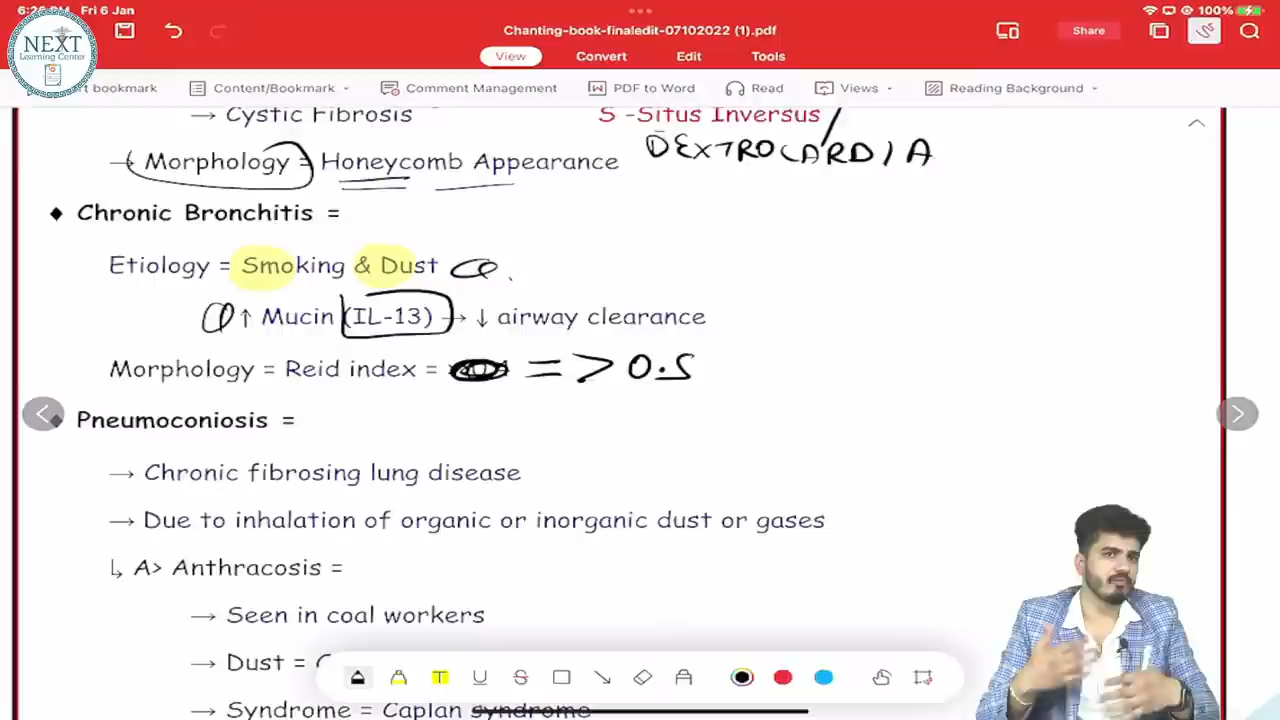 6:26 PM Fri 6 Jan
100%
NEXT
Learning Center
Chanting-book-finaledit-07102022 (1).pdf
Share
View
Convert
Edit
Tools
rt bookmark
Content/Bookmark
Comment Management
PDF to Word
Read
Views
Reading Background
→ Cystic Fibrosis
S -Situs Inversus
DEXTROCARDIA
→ Morphology = Honeycomb Appearance
◆ Chronic Bronchitis =
Etiology = Smoking & Dust
↑ Mucin (IL-13) → ↓ airway clearance
Morphology = Reid index = = > 0.5
◆ Pneumoconiosis =
→ Chronic fibrosing lung disease
→ Due to inhalation of organic or inorganic dust or gases
↳ A> Anthracosis =
→ Seen in coal workers
→ Dust =
→ Syndrome = Caplan syndrome